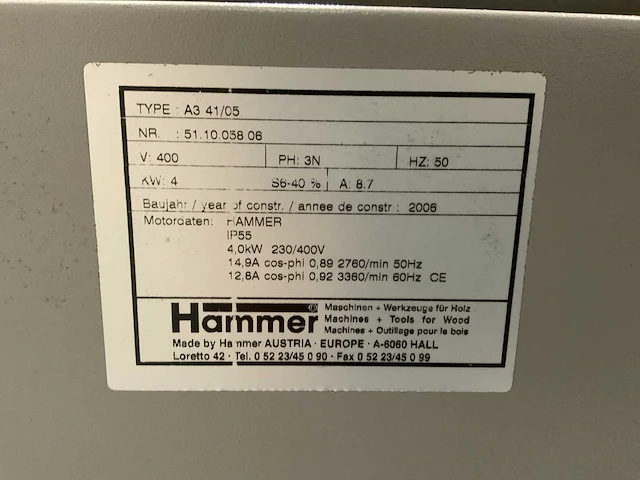 TYPE : A3 41/05
NR. : 51.10.058.06
V: 400 PH: 3N HZ: 50
KW: 4 S6-40 % A: 8.7
Baujahr / year of constr. / annee de constr : 2006
Motordaten: HAMMER
IP55
4,0kW 230/400V
14,9A cos-phi 0,89 2760/min 50Hz
12,8A cos-phi 0,92 3360/min 60Hz CE
Hammer ®
Maschinen + Werkzeuge für Holz
Machines + Tools for Wood
Machines + Outillage pour le bois
Made by Hammer AUSTRIA · EUROPE · A-6060 HALL
Loretto 42 · Tel. 0 52 23/45 0 90 · Fax 0 52 23/45 0 99